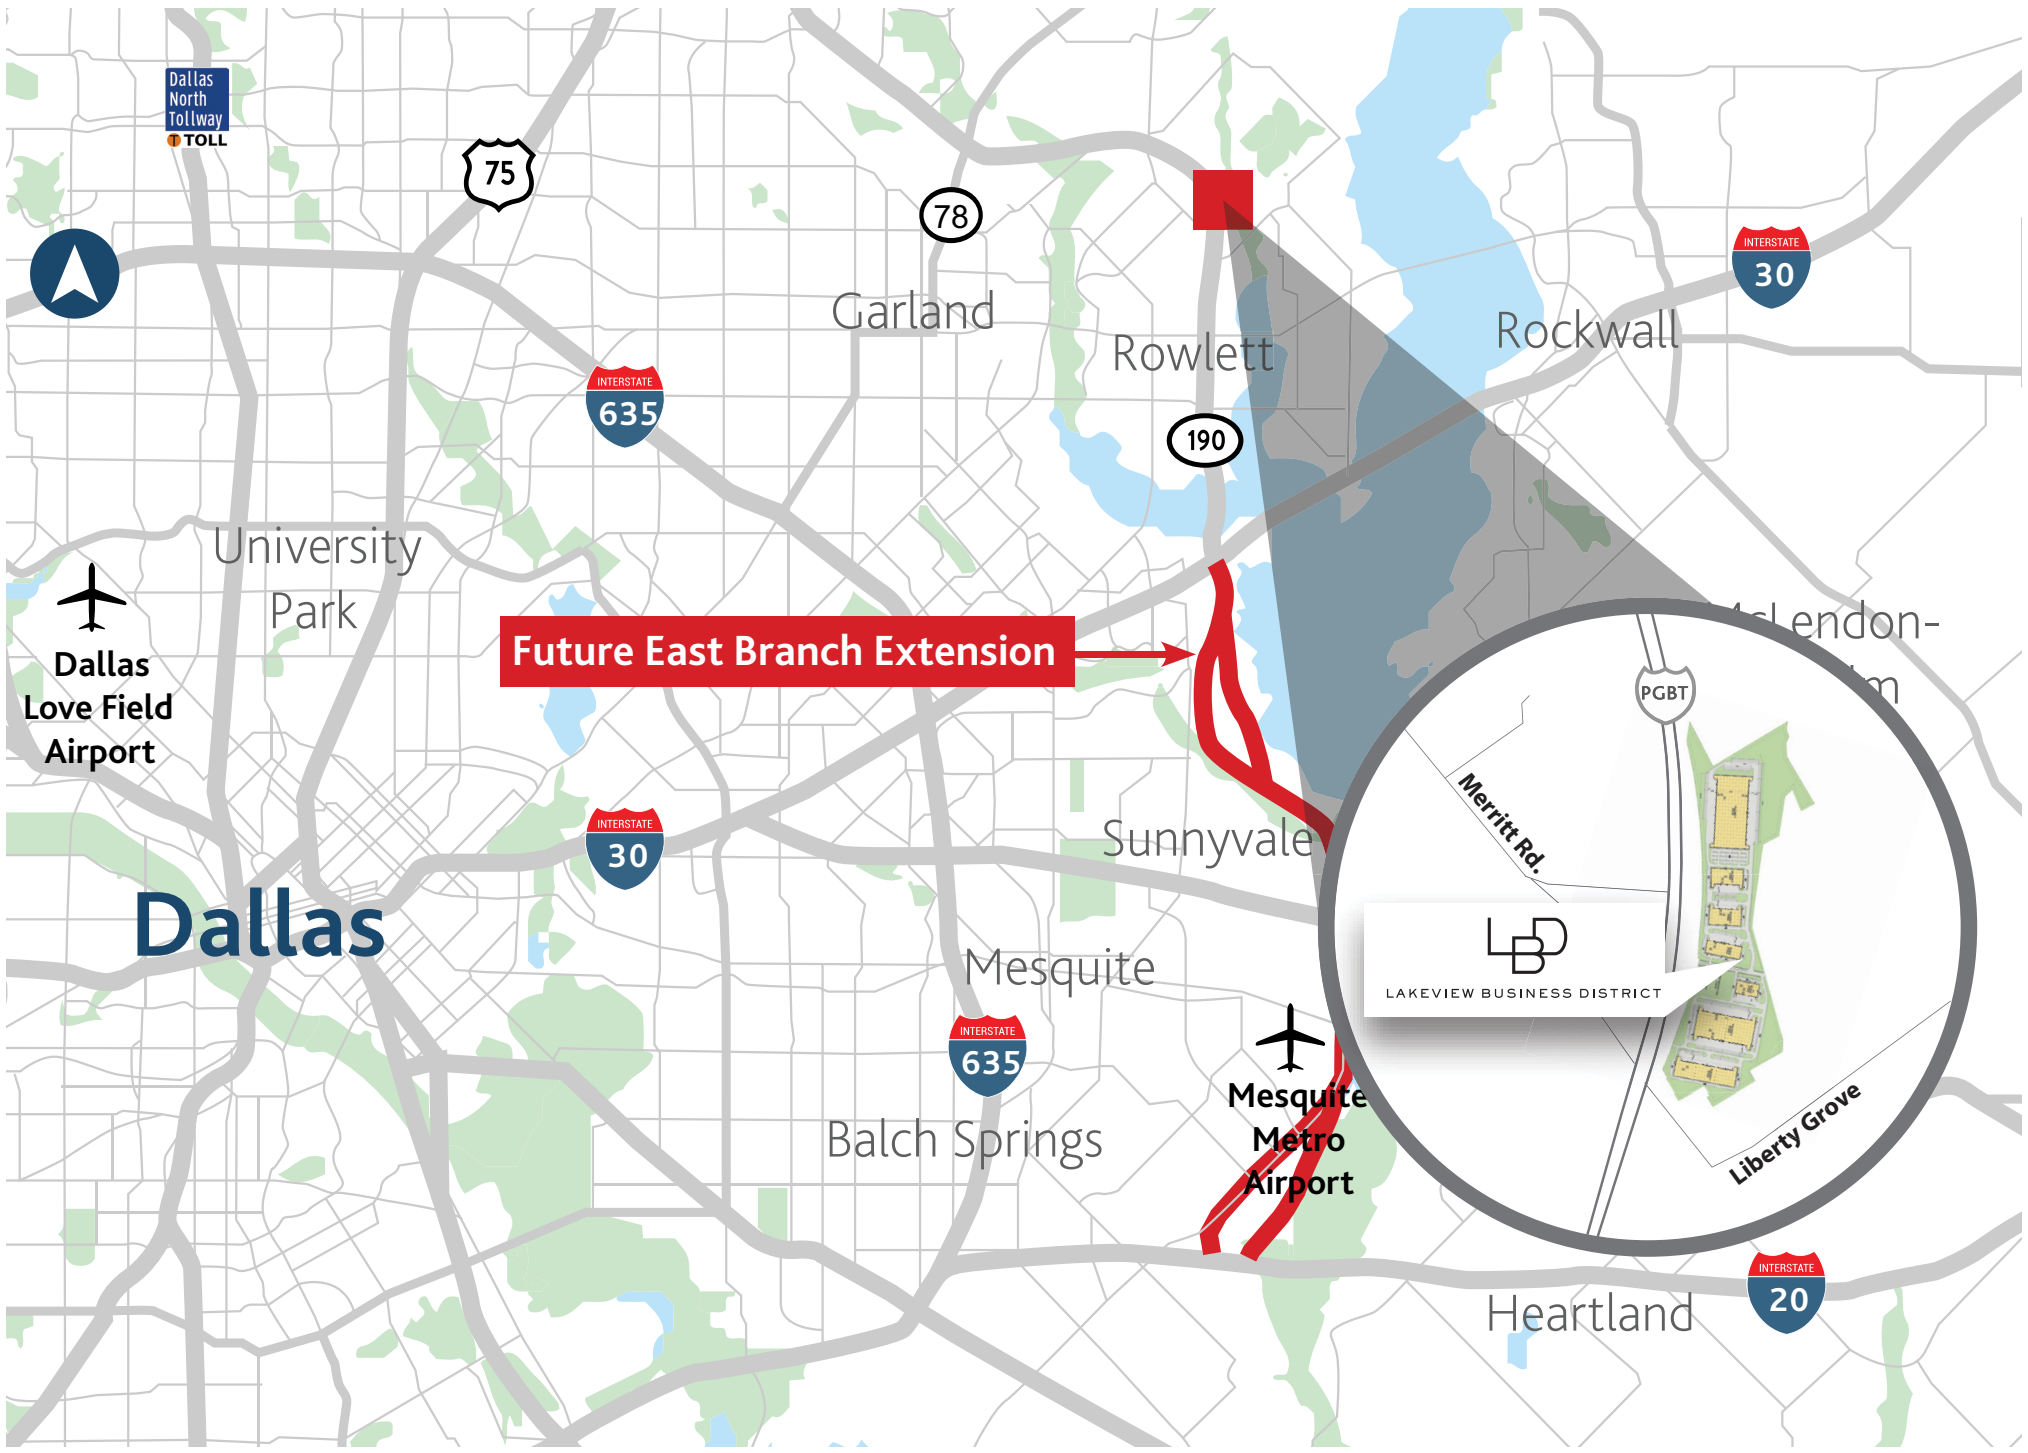 Dallas
North
Tollway
T TOLL
75
78
INTERSTATE
30
Garland
Rockwall
Rowlett
INTERSTATE
635
190
University
Park
Dallas
Love Field
Airport
Future East Branch Extension
PGBT
Merritt Rd.
Sunnyvale
INTERSTATE
30
Dallas
LBD
LAKEVIEW BUSINESS DISTRICT
Mesquite
INTERSTATE
635
Mesquite
Metro
Airport
Balch Springs
Liberty Grove
INTERSTATE
20
Heartland